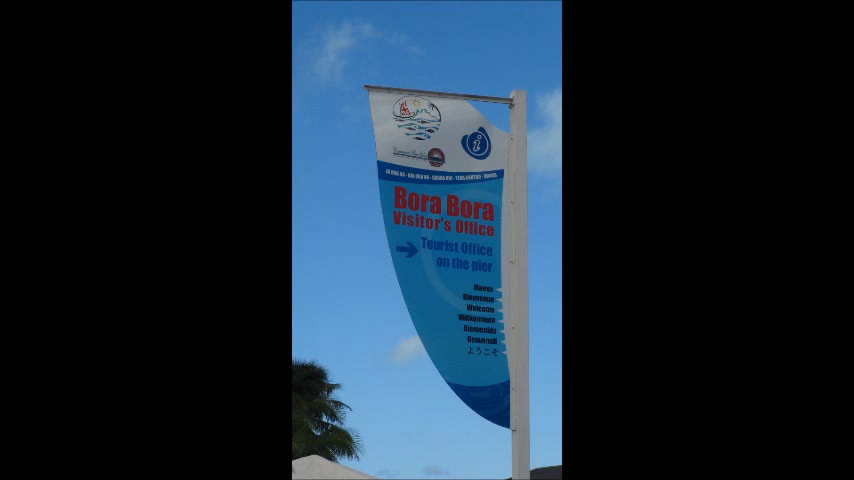 Bora Bora
Visitor's Office
Tourist Office
on the pier
Maeva
Bienvenue
Welcome
Willkommen
Bienvenido
Benvenuti
ようこそ